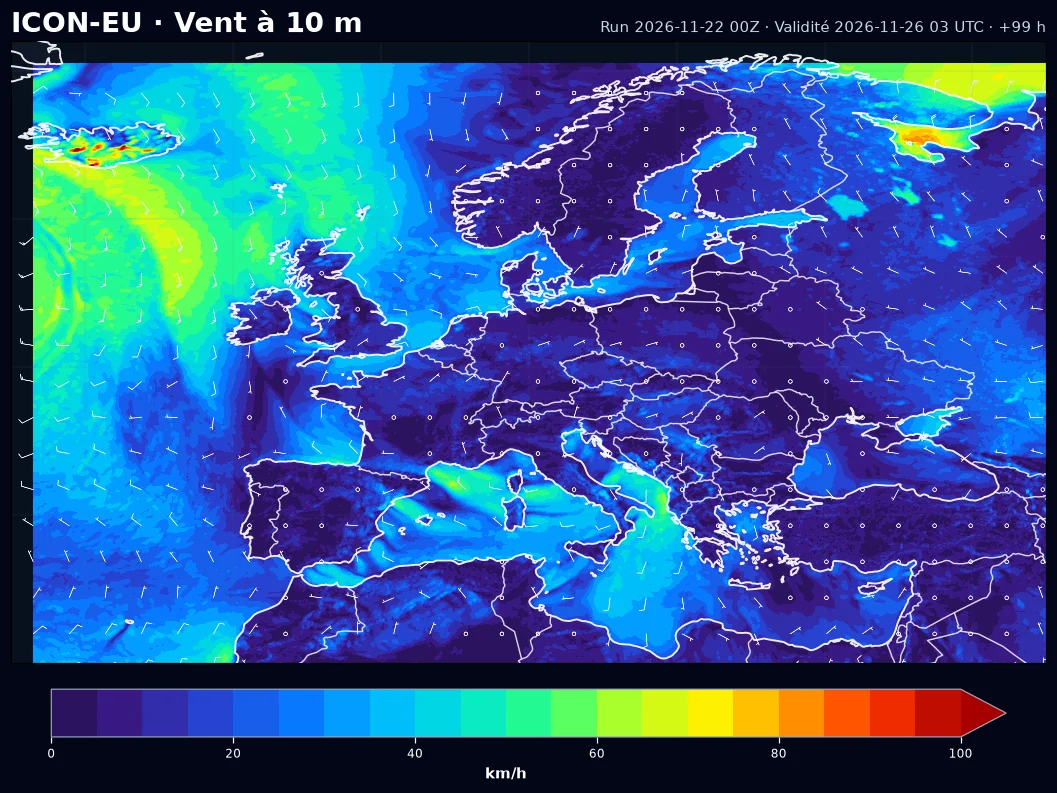 ICON-EU · Vent à 10 m
Run 2026-11-22 00Z · Validité 2026-11-26 03 UTC · +99 h
0 20 40 60 80 100
km/h